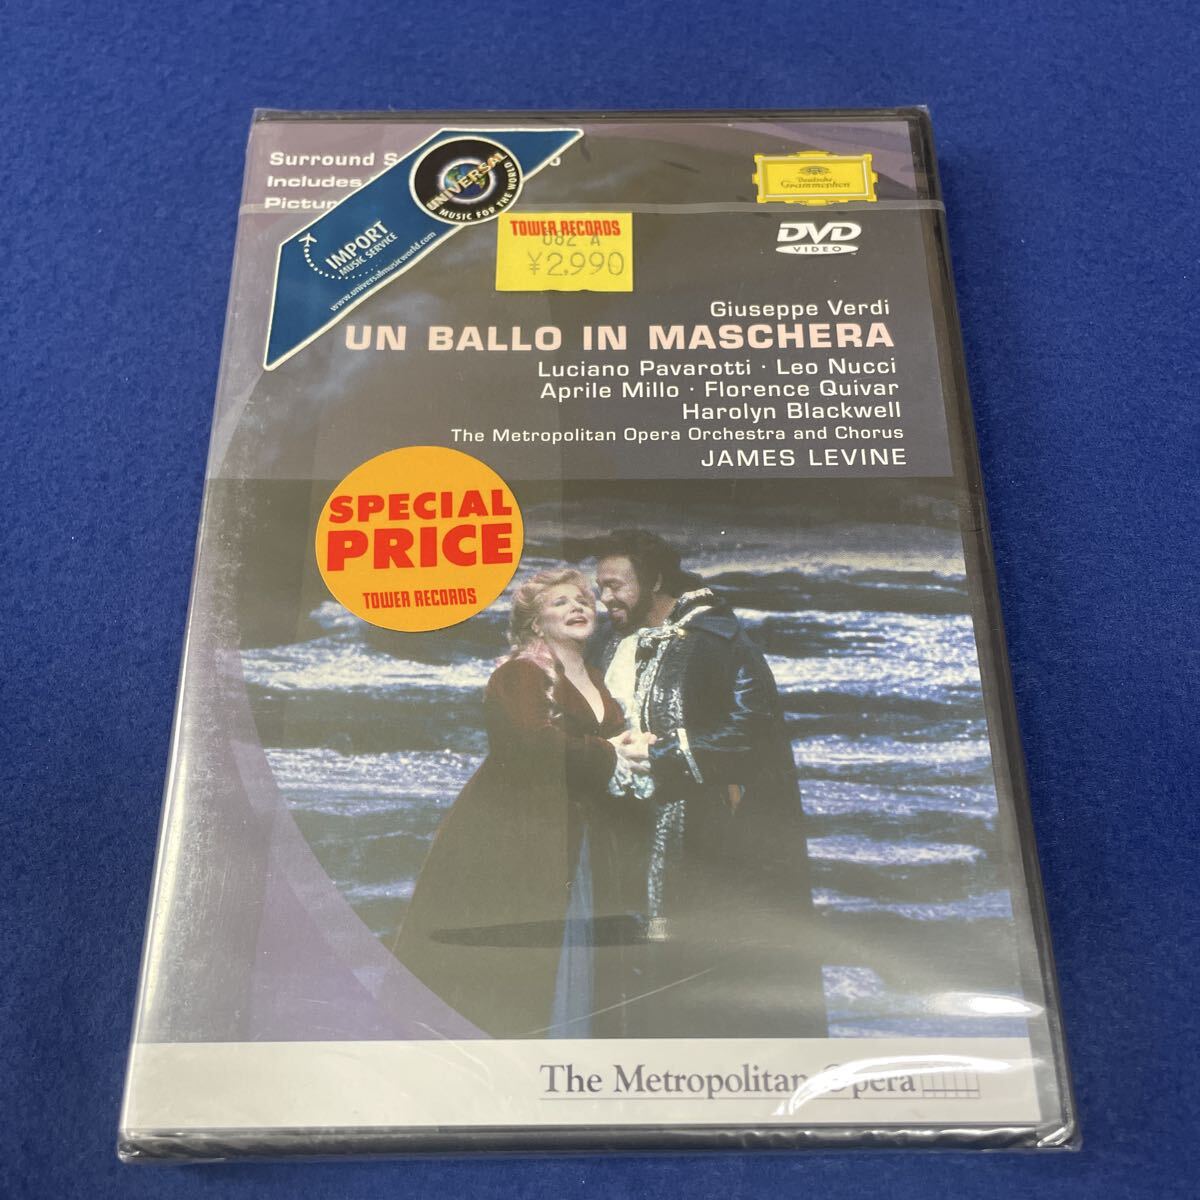 Surround
Includes
Pictur
UNIVERSAL
MUSIC FOR THE WORLD
IMPORT
MUSIC SERVICE
www.universalmusicworld.com
TOWER RECORDS
082 A
¥2,990
Deutsche
Grammophon
DVD
VIDEO
Giuseppe Verdi
UN BALLO IN MASCHERA
Luciano Pavarotti · Leo Nucci
Aprile Millo · Florence Quivar
Harolyn Blackwell
The Metropolitan Opera Orchestra and Chorus
JAMES LEVINE
SPECIAL
PRICE
TOWER RECORDS
The Metropolitan Opera